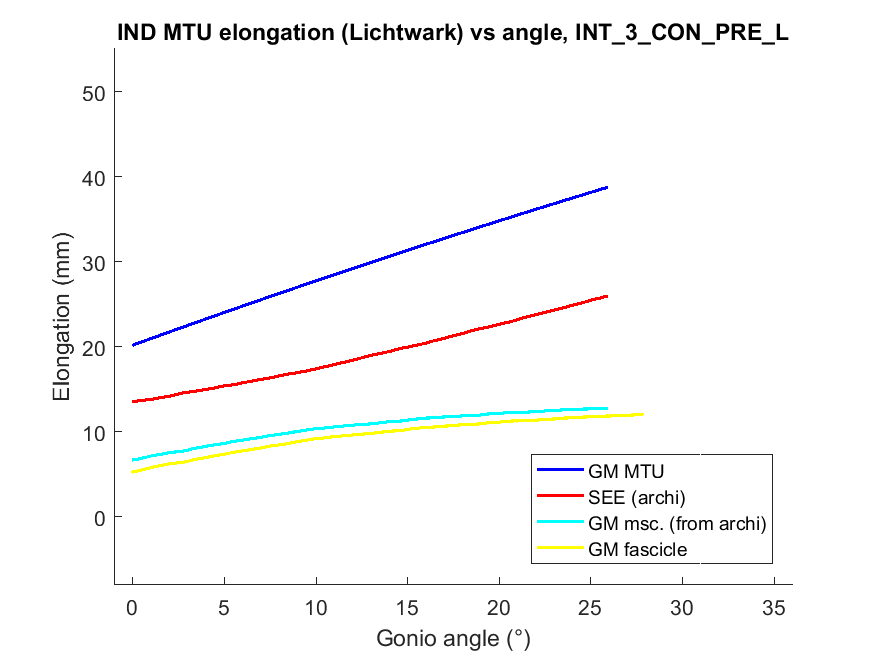 IND MTU elongation (Lichtwark) vs angle, INT_3_CON_PRE_L
50
40
30
20
10
0
Elongation (mm)
GM MTU
SEE (archi)
GM msc. (from archi)
GM fascicle
0 5 10 15 20 25 30 35
Gonio angle (°)